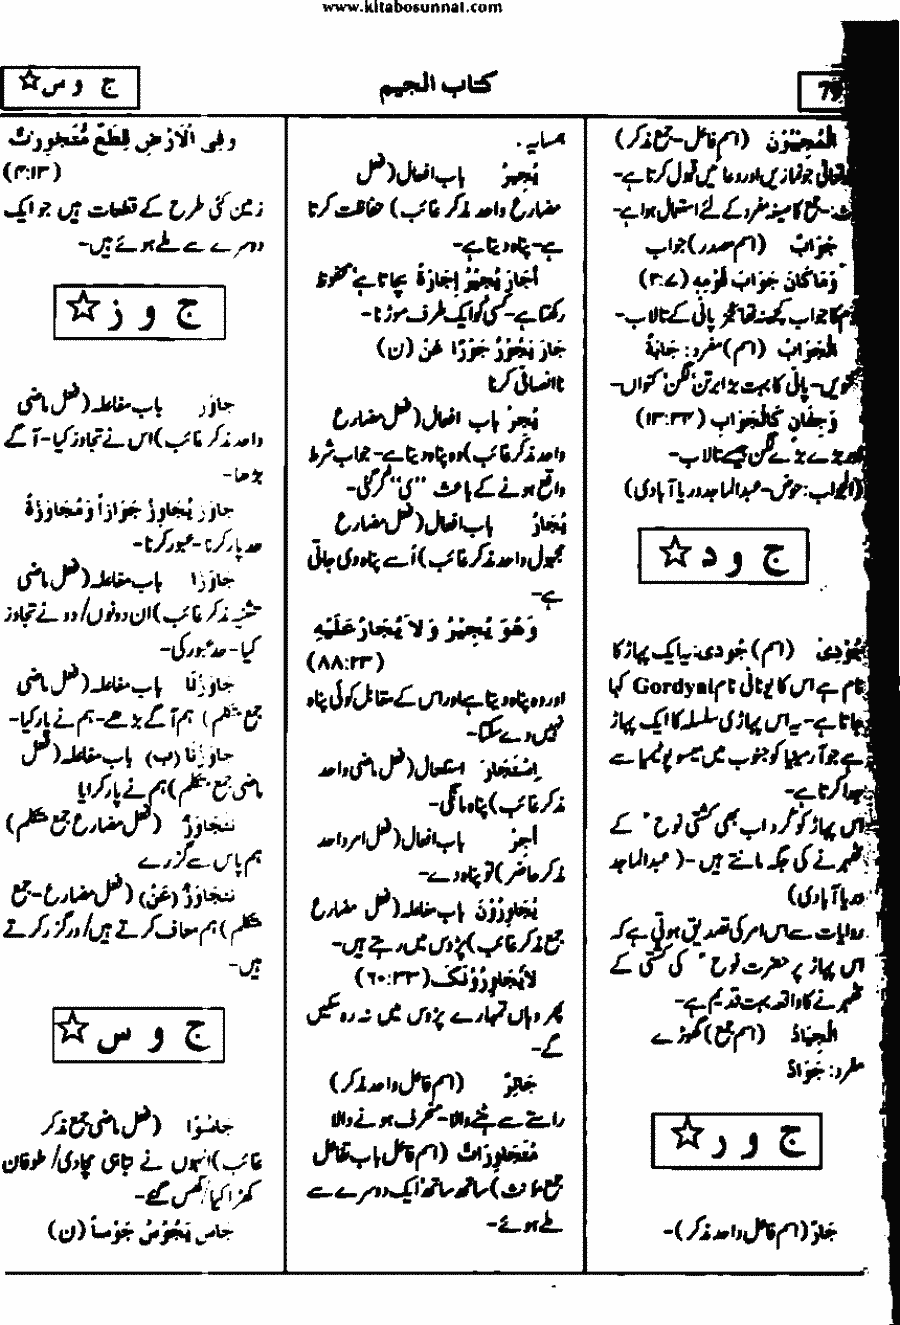 www.kitabosunnat.com
79
کتاب الجیم
ج و س ☆
الْمُجِيْبُوْنَ (اسم فاعل-جمع مذکر)
تعالیٰ جو نمازیں اور دعا میں قبول کرتا ہے-
جمع کا صیغہ مفرد کے لئے استعمال ہوا ہے-
جَوَابٌ (اسم مصدر) جواب
وَمَا كَانَ جَوَابَ قَوْمِهٖ (۳:۷)
قوم کا جواب کچھ نہ تھا مگر پانی کے تالاب-
الْجَوَابُ (اسم) مفرد: جَابَةٌ
کنویں- پانی کا بہت بڑا برتن' لگن' کنواں-
وَجِفَانٍ كَالْجَوَابِ (۱۳:۳۴)
اور بڑے بڑے لگن جیسے تالاب-
(الجواب: حوض-عبدالماجد دریا آبادی)
ج و د ☆
جُوْدِیّ (اسم) جُودی: یہ ایک پہاڑ کا
نام ہے اس کا یونانی نام Gordyal کہا
جاتا ہے- یہ اس پہاڑی سلسلہ کا ایک پہاڑ
ہے جو آرمینیا کو جنوب میں میسوپوٹیمیا سے
جدا کرتا ہے-
اس پہاڑ کو گرد اب بھی کشتی نوحؑ کے
ٹھہرنے کی جگہ مانتے ہیں-( عبدالماجد
دریا آبادی)
روایات سے اس امر کی تصدیق ہوتی ہے کہ
اس پہاڑ پر حضرت نوحؑ کی کشتی کے
ٹھہرنے کا واقعہ بہت قدیم ہے-
الْجِيَادُ (اسم جمع) گھوڑے
مفرد: جَوَادٌ
ج و ر ☆
جَارٌ (اسم فاعل واحد مذکر)-
ہمسایہ.
يُجِيْرُ باب افعال (فعل
مضارع واحد مذکر غائب) حفاظت کرتا
ہے- پناہ دیتا ہے-
اَجَارَ يُجِيْرُ اِجَارَةً بچاتا ہے' محفوظ
رکھتا ہے- کسی کو ایک طرف موڑنا-
جَارَ يَجُوْرُ جَوْرًا عَنْ (ن)
ناانصافی کرنا
يُجِرْ باب افعال (فعل مضارع
واحد مذکر غائب) وہ پناہ دیتا ہے- جواب شرط
واقع ہونے کے باعث "ی" گر گئی-
يُجَارُ باب افعال (فعل مضارع
مجہول واحد مذکر غائب) اُسے پناہ دی جاتی
ہے-
وَهُوَ يُجِيْرُ وَلَا يُجَارُ عَلَيْهِ
(۸۸:۲۳)
اور وہ پناہ دیتا ہے اور اس کے مقابل کوئی پناہ
نہیں دے سکتا-
اِسْتَجَارَ استفعال (فعل ماضی واحد
مذکر غائب) پناہ مانگی-
اَجِرْ باب افعال (فعل امر واحد
مذکر حاضر) تو پناہ دے-
يُجَاوِرُوْنَ باب مفاعلہ (فعل مضارع
جمع مذکر غائب) پڑوس میں رہتے ہیں-
لَا يُجَاوِرُوْنَكَ (۶۰:۳۳)
پھر وہاں تمہارے پڑوس میں نہ رہ سکیں
گے-
جَائِرٌ (اسم فاعل واحد مذکر)
راستے سے ہٹنے والا- منحرف ہونے والا
مُتَجَاوِرَاتٌ (اسم فاعل باب تفاعل
جمع مؤنث) ساتھ ساتھ' ایک دوسرے سے
ملے ہوئے-
وَفِي الْاَرْضِ قِطَعٌ مُّتَجٰوِرٰتٌ
(۴:۱۳)
زمین کئی طرح کے قطعات ہیں جو ایک
دوسرے سے ملے ہوئے ہیں-
ج و ز ☆
جَاوَزَ باب مفاعلہ (فعل ماضی
واحد مذکر غائب) اس نے تجاوز کیا- آگے
بڑھا-
جَاوَزَ يُجَاوِزُ جَوَازاً وَمُجَاوَزَةً
حد پار کرنا- عبور کرنا-
جَاوَزَا باب مفاعلہ (فعل ماضی
تثنیہ مذکر غائب) ان دونوں/دو نے تجاوز
کیا- حد عبور کی-
جَاوَزْنَا باب مفاعلہ (فعل ماضی
جمع متکلم) ہم آگے بڑھے- ہم نے پار کیا-
جَاوَزْنَا (ب) باب مفاعلہ (فعل
ماضی جمع متکلم) ہم نے پار کرایا
نَتَجَاوَزُ (فعل مضارع جمع متکلم)
ہم پاس سے گزرے
نَتَجَاوَزُ (عَنْ) (فعل مضارع-جمع
متکلم) ہم معاف کرتے ہیں/درگزر کرتے
ہیں-
ج و س ☆
جَاسُوْا (فعل ماضی جمع مذکر
غائب) انہوں نے تباہی مچادی/طوفان
کھڑا کیا/گھس گئے-
جَاسَ يَجُوْسُ جَوْساً (ن)